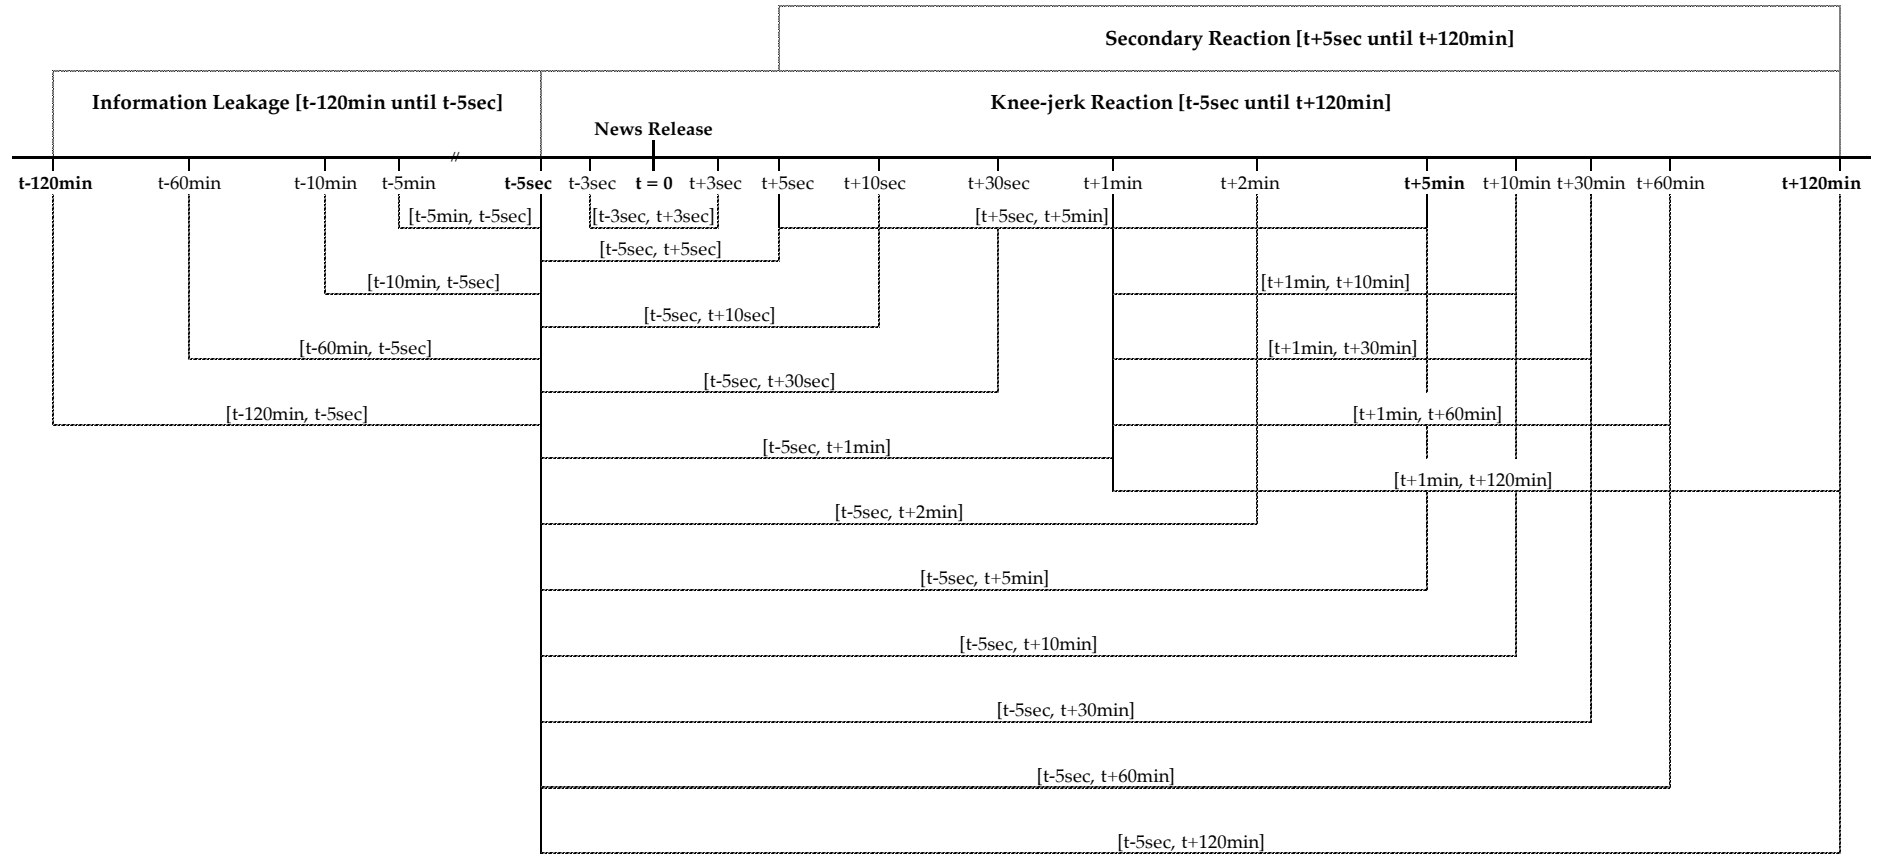 Secondary Reaction [t+5sec until t+120min]
Information Leakage [t-120min until t-5sec]
Knee-jerk Reaction [t-5sec until t+120min]
News Release
//
t-120min t-60min t-10min t-5min t-5sec t-3sec t = 0 t+3sec t+5sec t+10sec t+30sec t+1min t+2min t+5min t+10min t+30min t+60min t+120min
[t-5min, t-5sec] [t-3sec, t+3sec] [t+5sec, t+5min]
[t-5sec, t+5sec]
[t-10min, t-5sec] [t+1min, t+10min]
[t-5sec, t+10sec]
[t-60min, t-5sec] [t+1min, t+30min]
[t-5sec, t+30sec]
[t-120min, t-5sec] [t+1min, t+60min]
[t-5sec, t+1min]
[t+1min, t+120min]
[t-5sec, t+2min]
[t-5sec, t+5min]
[t-5sec, t+10min]
[t-5sec, t+30min]
[t-5sec, t+60min]
[t-5sec, t+120min]